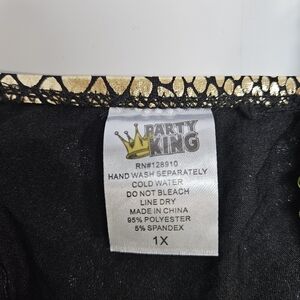 PARTY
KING
RN#128910
HAND WASH SEPARATELY
COLD WATER
DO NOT BLEACH
LINE DRY
MADE IN CHINA
95% POLYESTER
5% SPANDEX
1X